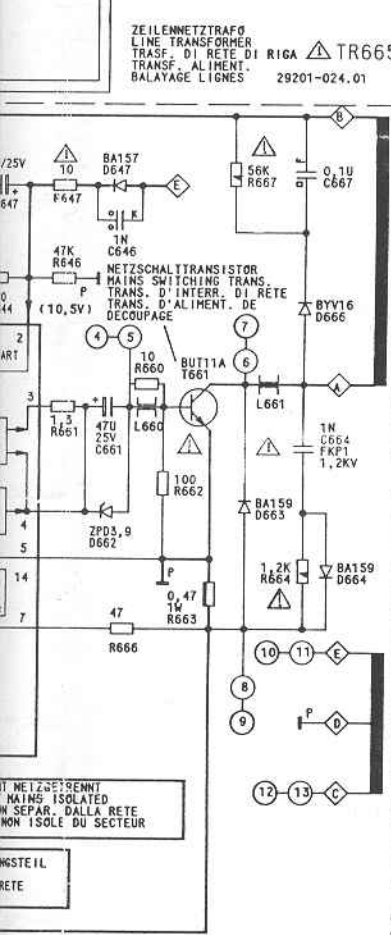 ZEILENNETZTRAFO
LINE TRANSFORMER
TRASF. DI RETE DI RIGA TR665
TRANSF. ALIMENT.
BALAYAGE LIGNES 29201-024.01
B
/25V
647
10
R647
BA157
D647
E
K
1N
C646
56K
R667
P
0,1U
C667
47K
R646
P
(10,5V)
44
NETZSCHALTTRANSISTOR
MAINS SWITCHING TRANS.
TRANS. D'INTERR. DI RETE
TRANS. D'ALIMENT. DE
DECOUPAGE
BYV16
D666
2
ART
4
5
7
6
10
R660
BUT11A
T661
L661
A
3
1,3
R661
47U
25V
C661
L660
1N
C664
FKP1
1,2KV
100
R662
BA159
D663
4
ZPD3,9
D662
5
P
14
0,47
1W
R663
1,2K
R664
BA159
D664
7
47
R666
10
11
E
8
9
P
D
12
13
C
NETZGETRENNT
MAINS ISOLATED
SEPAR. DALLA RETE
NON ISOLE DU SECTEUR
NGSTEIL
RETE